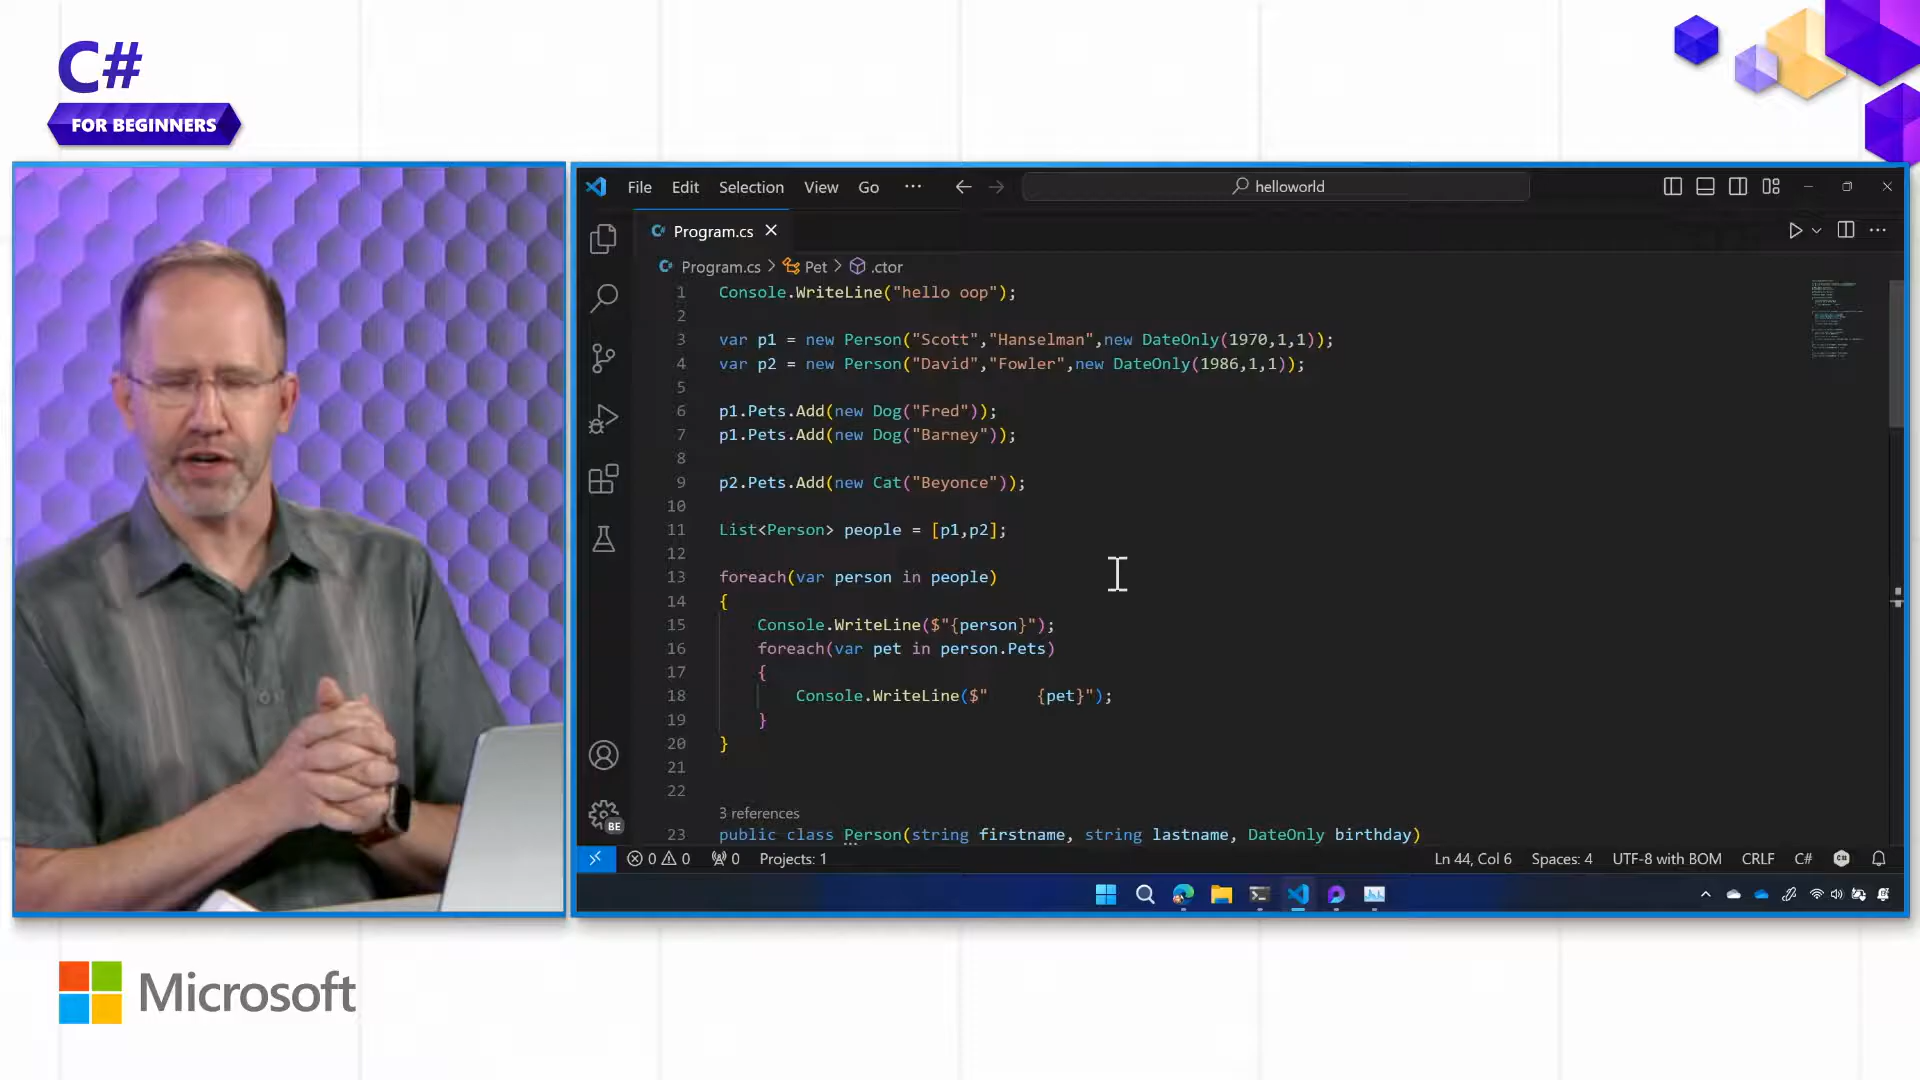 C#
FOR BEGINNERS
File Edit Selection View Go ··· helloworld
Program.cs
Program.cs > Pet > .ctor
1 Console.WriteLine("hello oop");
2
3 var p1 = new Person("Scott","Hanselman",new DateOnly(1970,1,1));
4 var p2 = new Person("David","Fowler",new DateOnly(1986,1,1));
5
6 p1.Pets.Add(new Dog("Fred"));
7 p1.Pets.Add(new Dog("Barney"));
8
9 p2.Pets.Add(new Cat("Beyonce"));
10
11 List<Person> people = [p1,p2];
12
13 foreach(var person in people)
14 {
15 Console.WriteLine($"{person}");
16 foreach(var pet in person.Pets)
17 {
18 Console.WriteLine($"     {pet}");
19 }
20 }
21
22
3 references
23 public class Person(string firstname, string lastname, DateOnly birthday)
BE
0 0 0 Projects: 1 Ln 44, Col 6 Spaces: 4 UTF-8 with BOM CRLF C#
Microsoft